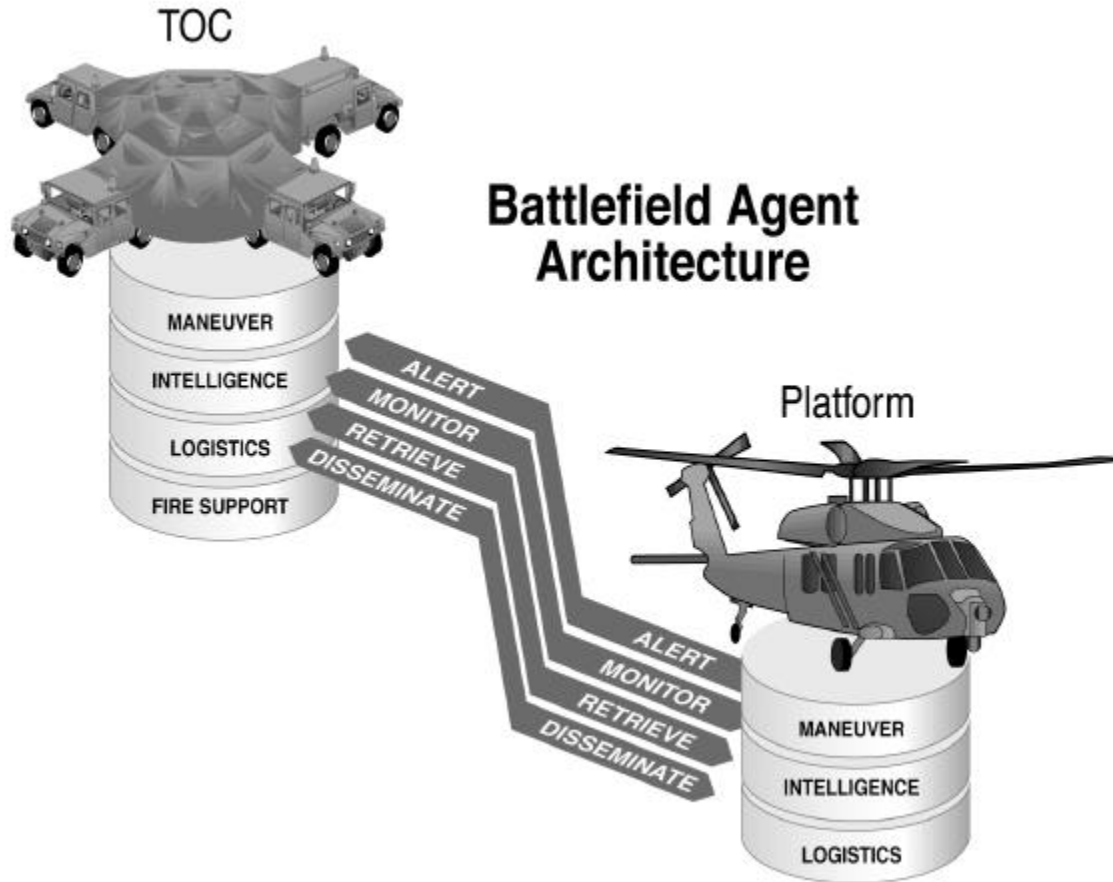 TOC
Battlefield Agent
Architecture
MANEUVER
INTELLIGENCE
LOGISTICS
FIRE SUPPORT
ALERT
MONITOR
RETRIEVE
DISSEMINATE
Platform
ALERT
MONITOR
RETRIEVE
DISSEMINATE
MANEUVER
INTELLIGENCE
LOGISTICS